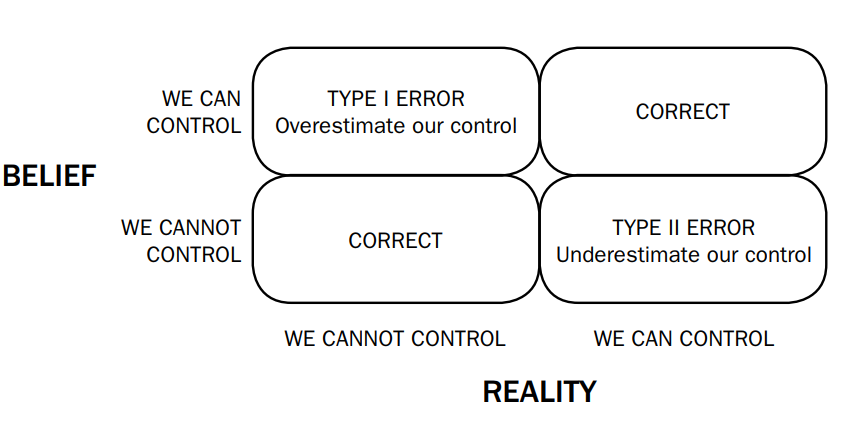 WE CAN
CONTROL
TYPE I ERROR
Overestimate our control
CORRECT
BELIEF
WE CANNOT
CONTROL
CORRECT
TYPE II ERROR
Underestimate our control
WE CANNOT CONTROL
WE CAN CONTROL
REALITY